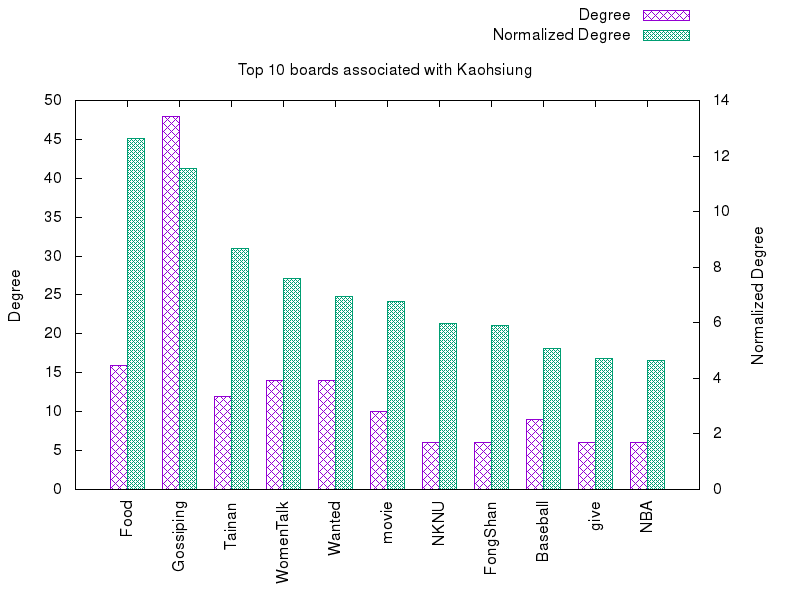 Degree
Normalized Degree
Top 10 boards associated with Kaohsiung
50
45
40
35
30
25
20
15
10
5
0
Degree
14
12
10
8
6
4
2
0
Normalized Degree
Food
Gossiping
Tainan
WomenTalk
Wanted
movie
NKNU
FongShan
Baseball
give
NBA